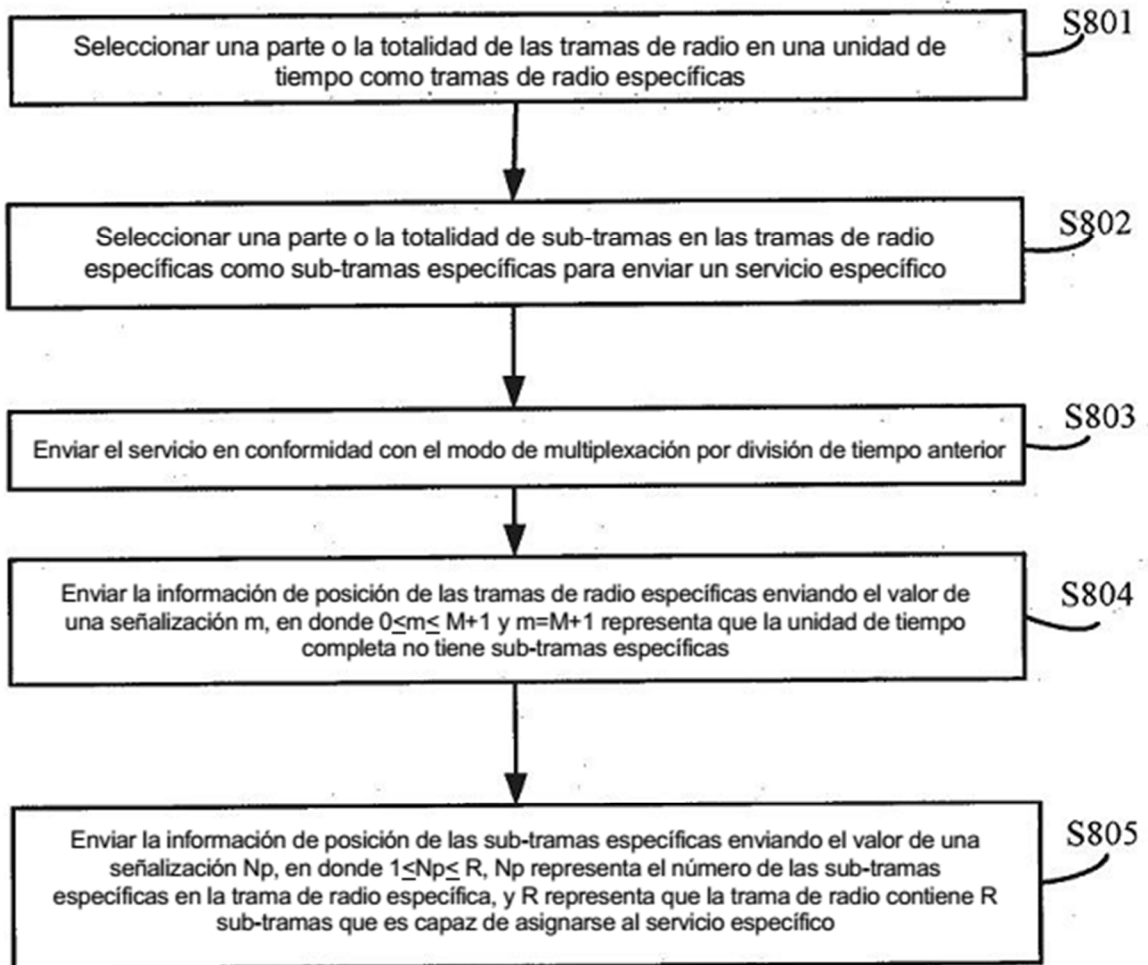 S801
Seleccionar una parte o la totalidad de las tramas de radio en una unidad de
tiempo como tramas de radio específicas
S802
Seleccionar una parte o la totalidad de sub-tramas en las tramas de radio
específicas como sub-tramas específicas para enviar un servicio específico
S803
Enviar el servicio en conformidad con el modo de multiplexación por división de tiempo anterior
S804
Enviar la información de posición de las tramas de radio específicas enviando el valor de
una señalización m, en donde 0≤m≤ M+1 y m=M+1 representa que la unidad de tiempo
completa no tiene sub-tramas específicas
S805
Enviar la información de posición de las sub-tramas específicas enviando el valor de una
señalización Np, en donde 1≤Np≤ R, Np representa el número de las sub-tramas
específicas en la trama de radio específica, y R representa que la trama de radio contiene R
sub-tramas que es capaz de asignarse al servicio específico